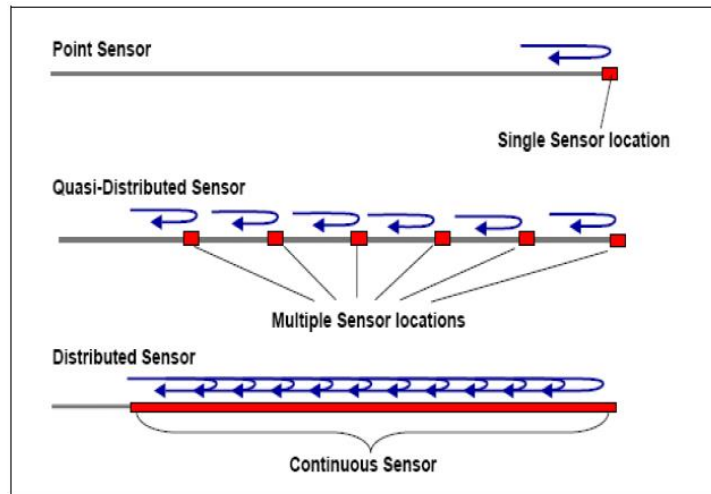 Point Sensor
Single Sensor location
Quasi-Distributed Sensor
Multiple Sensor locations
Distributed Sensor
Continuous Sensor